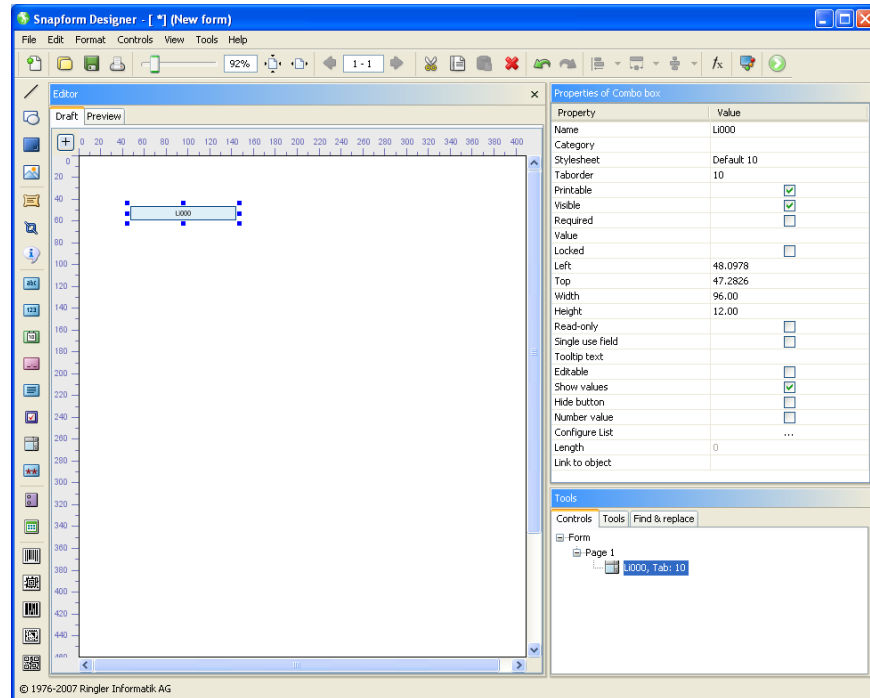 Snapform Designer - [ *] (New form)
File Edit Format Controls View Tools Help
92% 1 - 1 fx
Editor
Draft Preview
0 20 40 60 80 100 120 140 160 180 200 220 240 260 280 300 320 340 360 380 400
0
20
40
60
80
100
120
140
160
180
200
220
240
260
280
300
320
340
360
380
400
420
440
460
Li000
abc
123
10
Properties of Combo box
Property Value
Name Li000
Category
Stylesheet Default 10
Taborder 10
Printable
Visible
Required
Value
Locked
Left 48.0978
Top 47.2826
Width 96.00
Height 12.00
Read-only
Single use field
Tooltip text
Editable
Show values
Hide button
Number value
Configure List ...
Length 0
Link to object
Tools
Controls Tools Find & replace
Form
Page 1
Li000, Tab: 10
© 1976-2007 Ringler Informatik AG